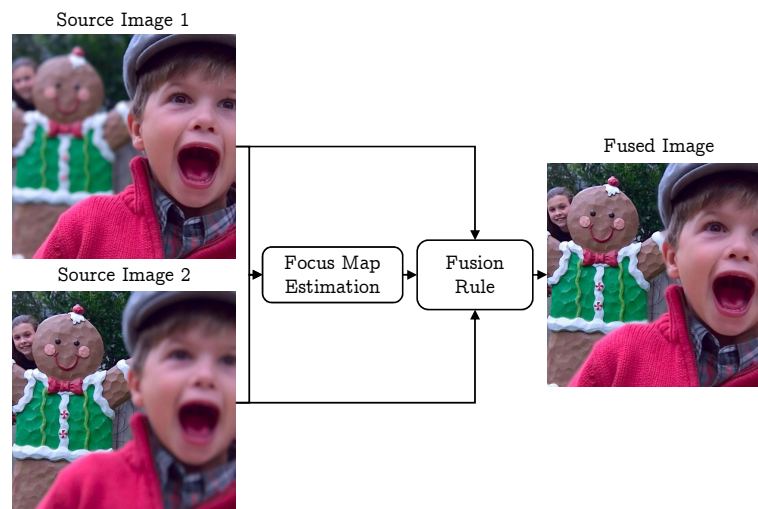 Source Image 1
Fused Image
Source Image 2
Focus Map
Estimation
Fusion
Rule